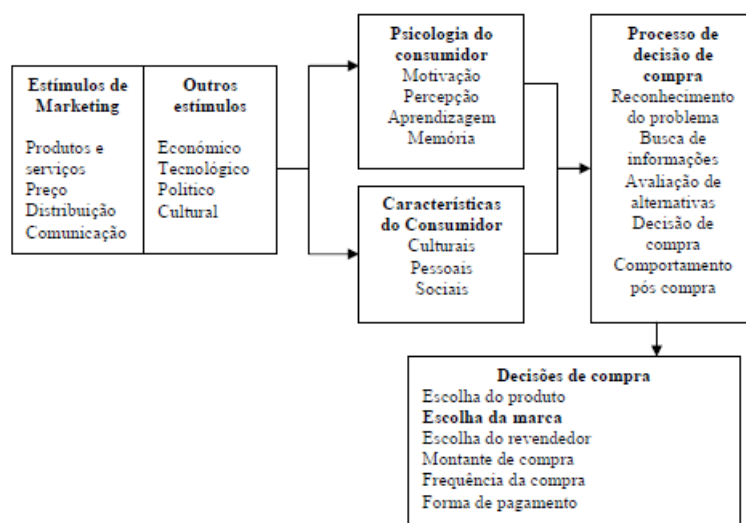 Estímulos de
Marketing
Produtos e
serviços
Preço
Distribuição
Comunicação
Outros
estímulos
Económico
Tecnológico
Politico
Cultural
Psicologia do
consumidor
Motivação
Percepção
Aprendizagem
Memória
Características
do Consumidor
Culturais
Pessoais
Sociais
Processo de
decisão de
compra
Reconhecimento
do problema
Busca de
informações
Avaliação de
alternativas
Decisão de
compra
Comportamento
pós compra
Decisões de compra
Escolha do produto
Escolha da marca
Escolha do revendedor
Montante de compra
Frequência da compra
Forma de pagamento